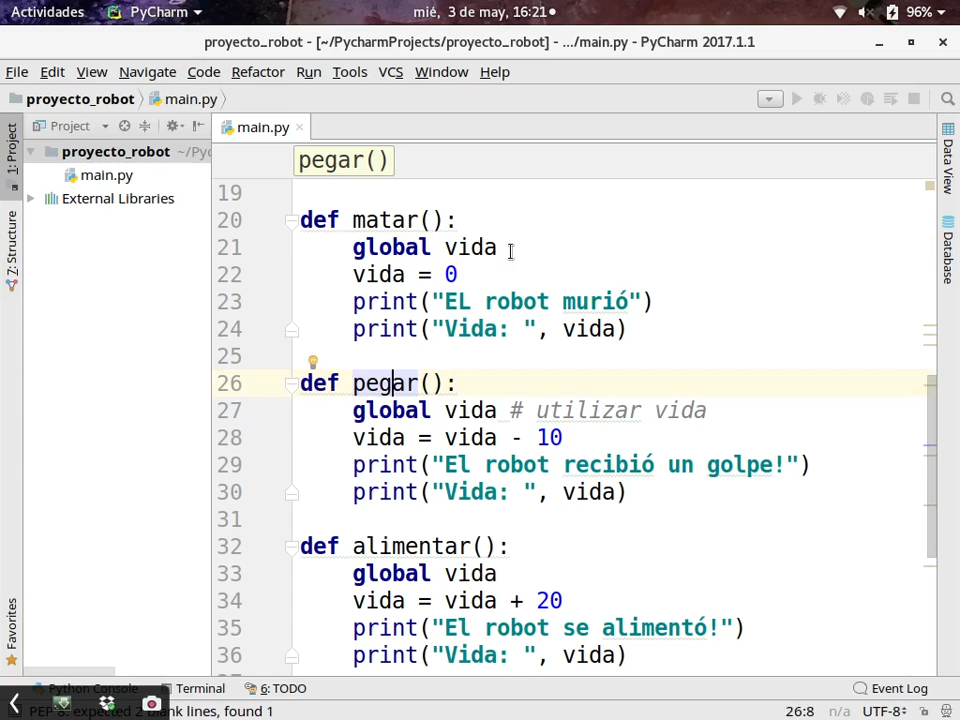 Actividades PyCharm mié, 3 de may, 16:21 96%
proyecto_robot - [~/PycharmProjects/proyecto_robot] - .../main.py - PyCharm 2017.1.1
File Edit View Navigate Code Refactor Run Tools VCS Window Help
proyecto_robot main.py
Project main.py
1: Project
7: Structure
Favorites
proyecto_robot ~/Pyc
main.py
External Libraries
pegar()
19
20 def matar():
21 global vida
22 vida = 0
23 print("EL robot murió")
24 print("Vida: ", vida)
25
26 def pegar():
27 global vida # utilizar vida
28 vida = vida - 10
29 print("El robot recibió un golpe!")
30 print("Vida: ", vida)
31
32 def alimentar():
33 global vida
34 vida = vida + 20
35 print("El robot se alimentó!")
36 print("Vida: ", vida)
Data View
Database
Python Console Terminal 6: TODO Event Log
PEP 8: expected 2 blank lines, found 1 26:8 n/a UTF-8